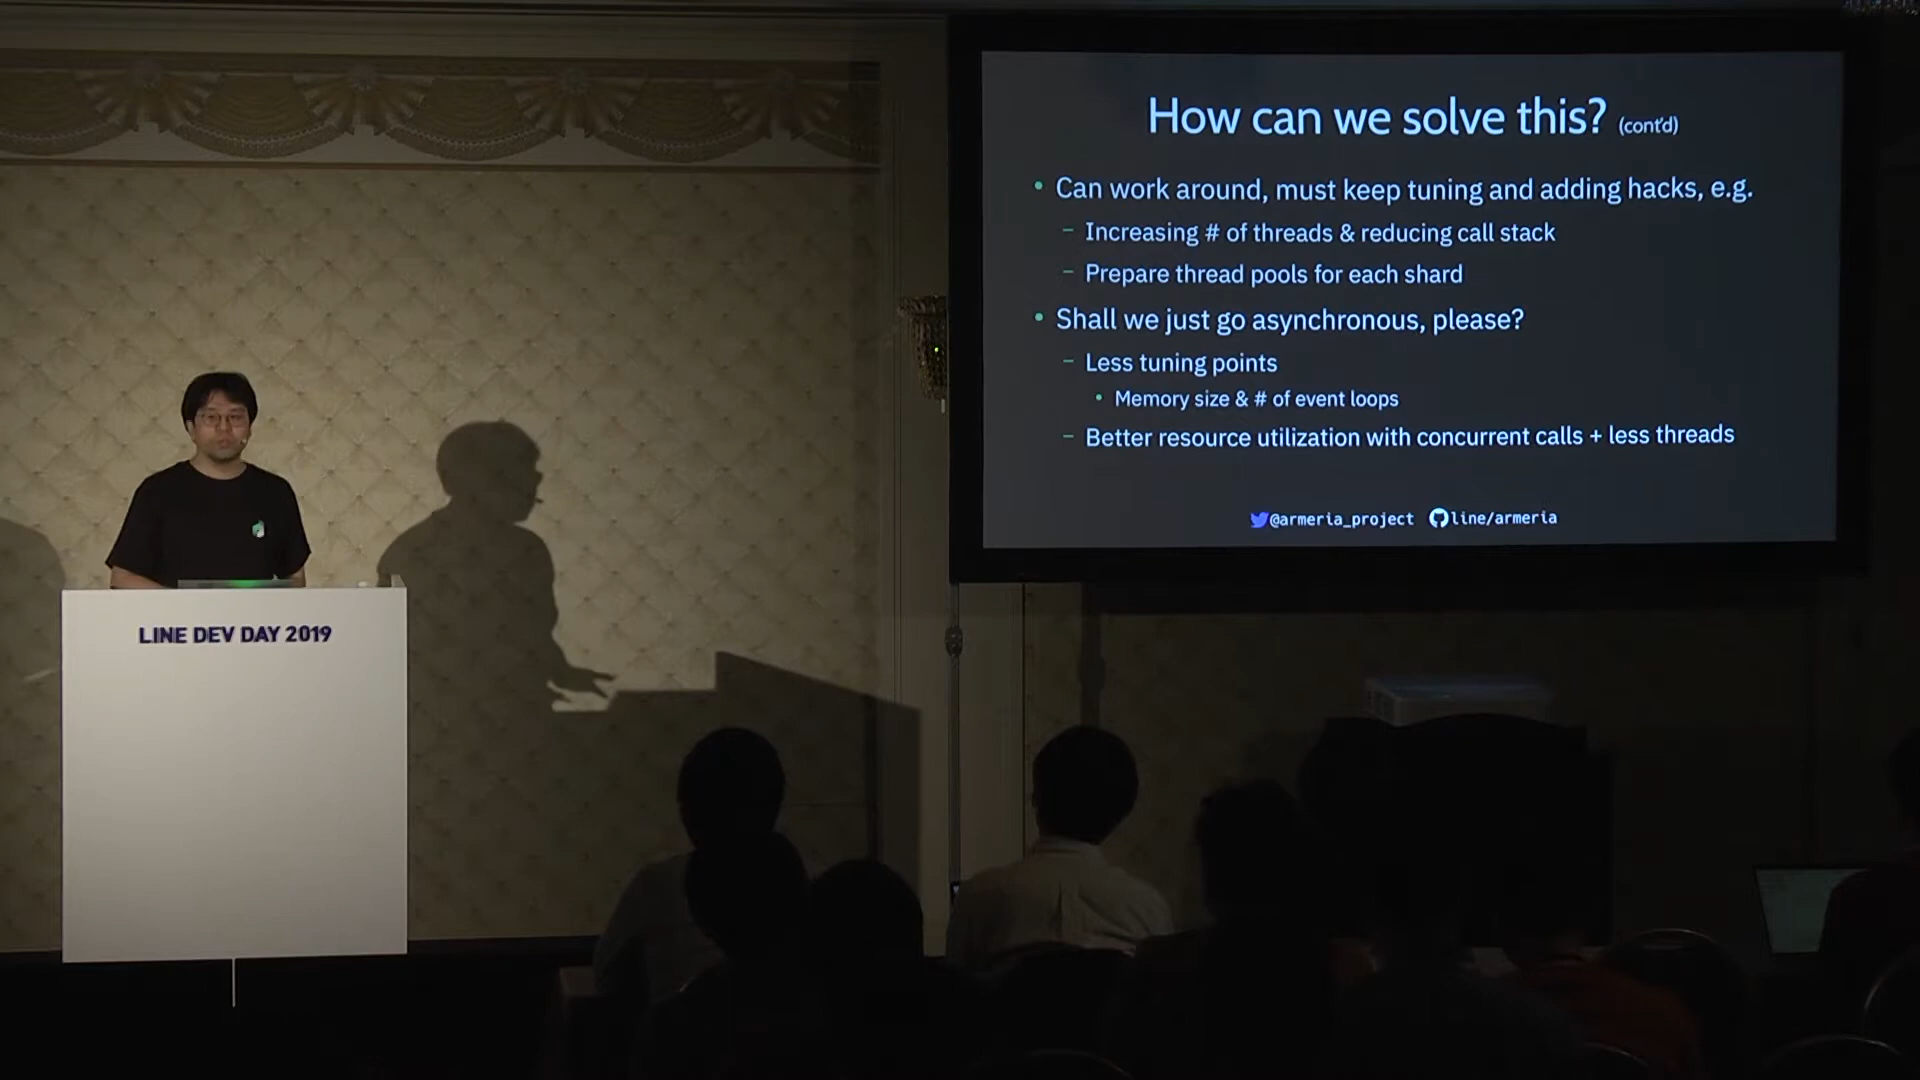 How can we solve this? (cont'd)
• Can work around, must keep tuning and adding hacks, e.g.
– Increasing # of threads & reducing call stack
– Prepare thread pools for each shard
• Shall we just go asynchronous, please?
– Less tuning points
• Memory size & # of event loops
– Better resource utilization with concurrent calls + less threads
@armeria_project line/armeria
LINE DEV DAY 2019